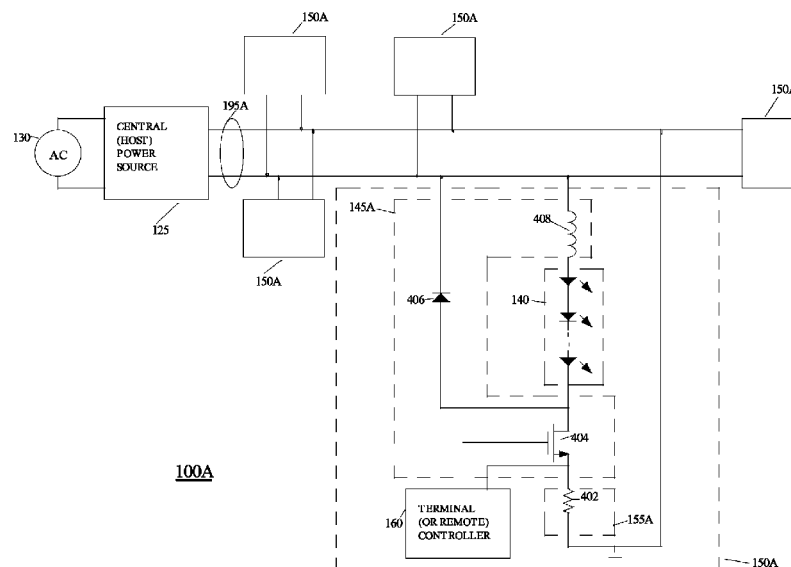 150A
150A
150A
195A
130
AC
CENTRAL
(HOST)
POWER
SOURCE
125
150A
145A
408
406
140
404
100A
402
160
TERMINAL
(OR REMOTE)
CONTROLLER
155A
150A